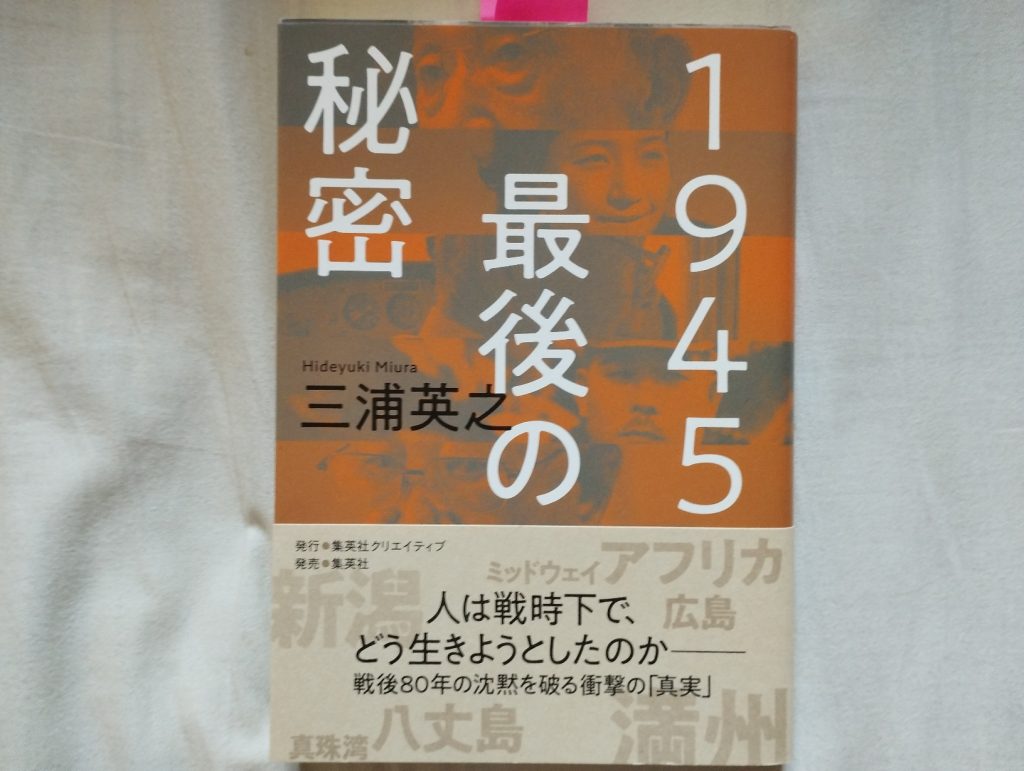 1945
最後の
秘密
Hideyuki Miura
三浦英之
発行●集英社クリエイティブ
発売●集英社
ミッドウェイ
アフリカ
新潟
広島
人は戦時下で、
どう生きようとしたのか───
戦後80年の沈黙を破る衝撃の「真実」
真珠湾
八丈島
満州